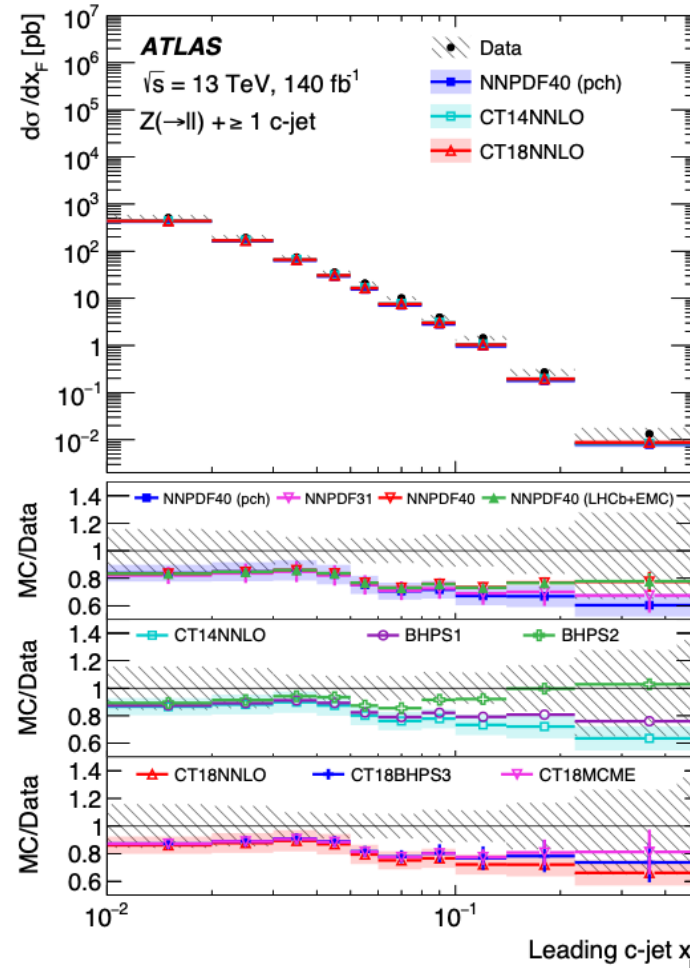 ATLAS
√s = 13 TeV, 140 fb⁻¹
Z(→ll) + ≥ 1 c-jet
Data
NNPDF40 (pch)
CT14NNLO
CT18NNLO
dσ/dx_F [pb]
10⁷
10⁶
10⁵
10⁴
10³
10²
10
1
10⁻¹
10⁻²
NNPDF40 (pch) NNPDF31 NNPDF40 NNPDF40 (LHCb+EMC)
MC/Data
1.4
1.2
1
0.8
0.6
CT14NNLO BHPS1 BHPS2
MC/Data
1.4
1.2
1
0.8
0.6
CT18NNLO CT18BHPS3 CT18MCME
MC/Data
1.4
1.2
1
0.8
0.6
10⁻² 10⁻¹
Leading c-jet x